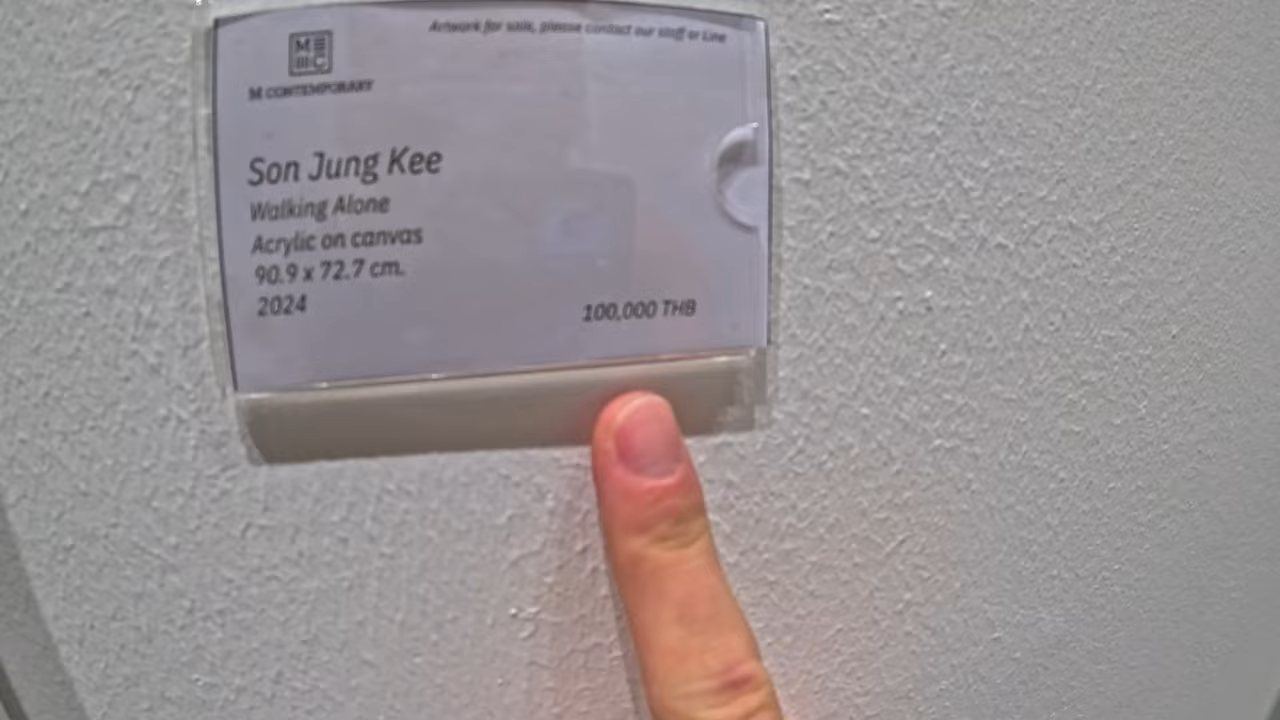 Artwork for sale, please contact our staff or Line
M C
M CONTEMPORARY
Son Jung Kee
Walking Alone
Acrylic on canvas
90.9 x 72.7 cm.
2024
100,000 THB